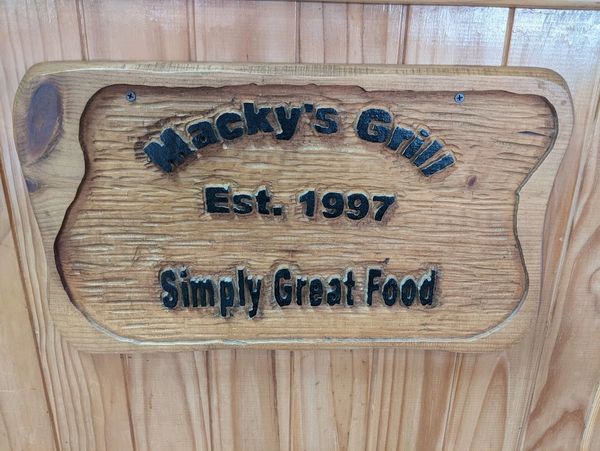 Macky's Grill
Est. 1997
Simply Great Food